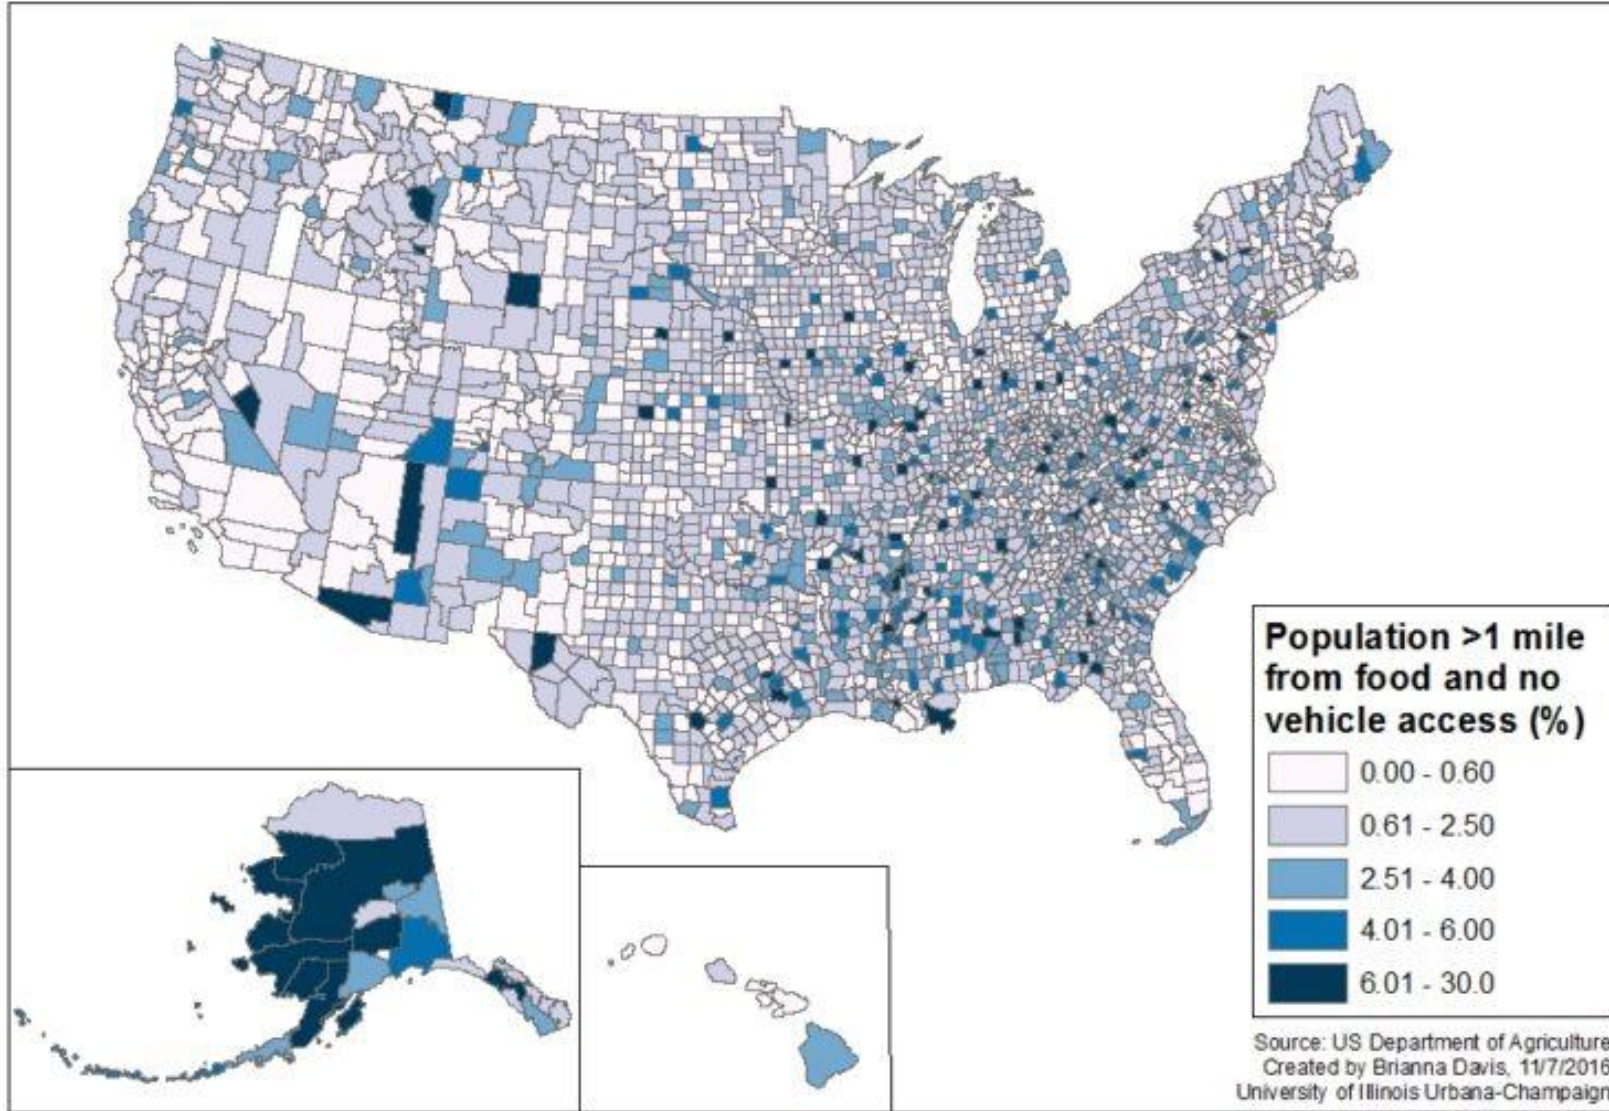 Population >1 mile
from food and no
vehicle access (%)
0.00 - 0.60
0.61 - 2.50
2.51 - 4.00
4.01 - 6.00
6.01 - 30.0
Source: US Department of Agriculture
Created by Brianna Davis, 11/7/2016
University of Illinois Urbana-Champaign